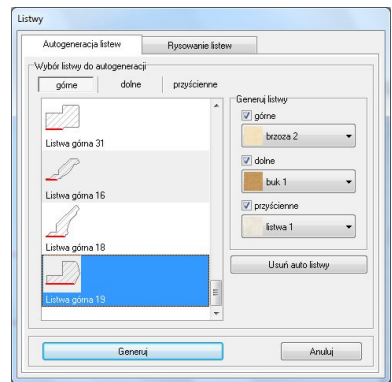 Listwy
Autogeneracja listew
Rysowanie listew
Wybór listwy do autogeneracji
górne
dolne
przyścienne
Listwa górna 31
Listwa górna 16
Listwa górna 18
Listwa górna 19
Generuj listwy
górne
brzoza 2
dolne
buk 1
przyścienne
listwa 1
Usuń auto listwy
Generuj
Anuluj